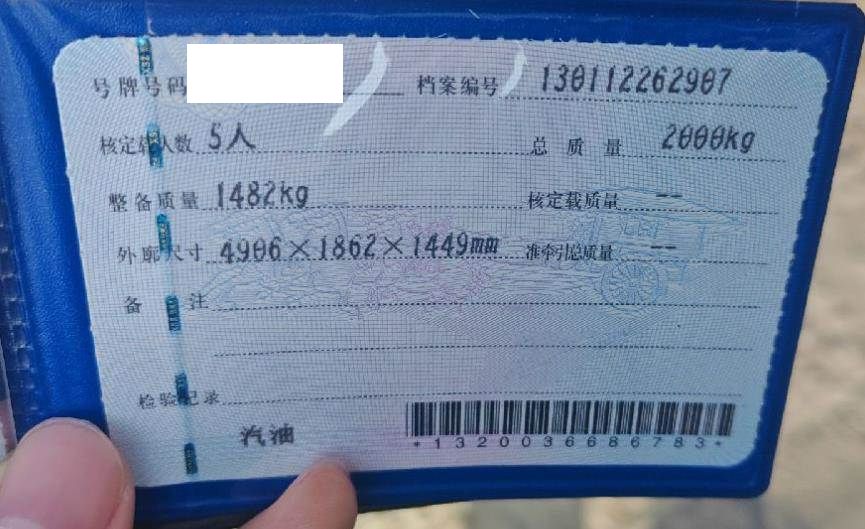 号牌号码 档案编号 130112262907
核定载人数 5人 总质量 2000kg
整备质量 1482kg 核定载质量 --
外廓尺寸 4906×1862×1449mm 准牵引总质量 --
备注
检验记录
汽油
*1320036686783*